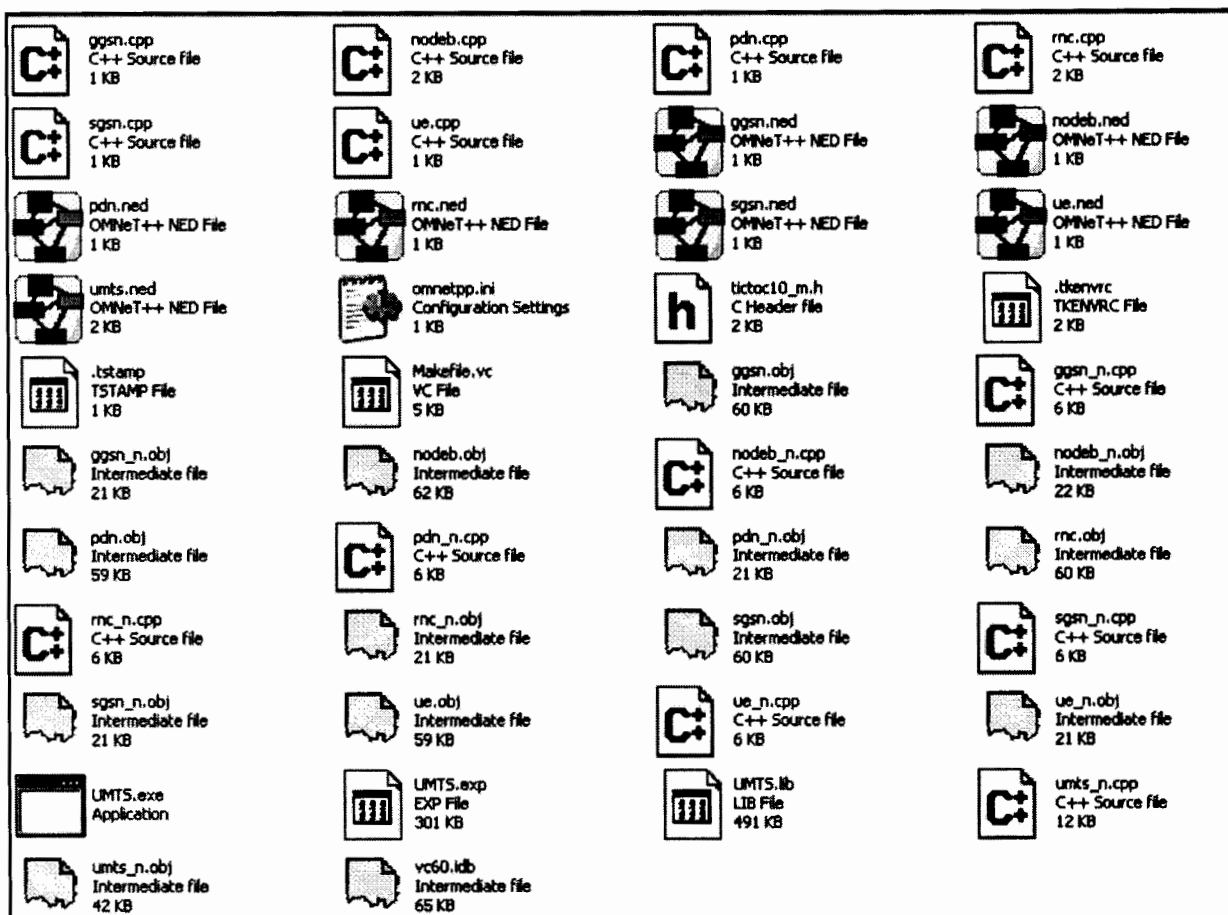 ggsn.cpp
C++ Source file
1 KB
nodeb.cpp
C++ Source file
2 KB
pdn.cpp
C++ Source file
1 KB
rnc.cpp
C++ Source file
2 KB
sgsn.cpp
C++ Source file
1 KB
ue.cpp
C++ Source file
1 KB
ggsn.ned
OMNeT++ NED File
1 KB
nodeb.ned
OMNeT++ NED File
1 KB
pdn.ned
OMNeT++ NED File
1 KB
rnc.ned
OMNeT++ NED File
1 KB
sgsn.ned
OMNeT++ NED File
1 KB
ue.ned
OMNeT++ NED File
1 KB
umts.ned
OMNeT++ NED File
2 KB
omnetpp.ini
Configuration Settings
1 KB
tictoc10_m.h
C Header file
2 KB
.tkenvrc
TKENVRC File
2 KB
.tstamp
TSTAMP File
1 KB
Makefile.vc
VC File
5 KB
ggsn.obj
Intermediate file
60 KB
ggsn_n.cpp
C++ Source file
6 KB
ggsn_n.obj
Intermediate file
21 KB
nodeb.obj
Intermediate file
62 KB
nodeb_n.cpp
C++ Source file
6 KB
nodeb_n.obj
Intermediate file
22 KB
pdn.obj
Intermediate file
59 KB
pdn_n.cpp
C++ Source file
6 KB
pdn_n.obj
Intermediate file
21 KB
rnc.obj
Intermediate file
60 KB
rnc_n.cpp
C++ Source file
6 KB
rnc_n.obj
Intermediate file
21 KB
sgsn.obj
Intermediate file
60 KB
sgsn_n.cpp
C++ Source file
6 KB
sgsn_n.obj
Intermediate file
21 KB
ue.obj
Intermediate file
59 KB
ue_n.cpp
C++ Source file
6 KB
ue_n.obj
Intermediate file
21 KB
UMTS.exe
Application
UMTS.exp
EXP File
301 KB
UMTS.lib
LIB File
491 KB
umts_n.cpp
C++ Source file
12 KB
umts_n.obj
Intermediate file
42 KB
vc60.idb
Intermediate file
65 KB